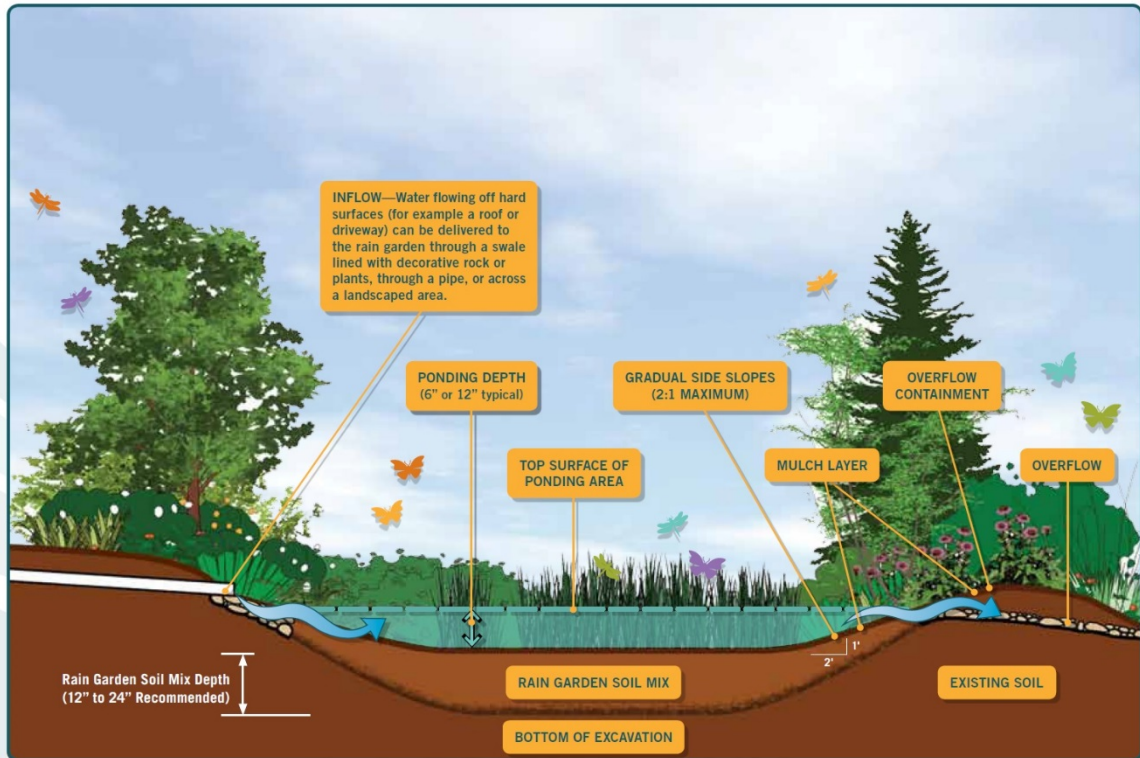 INFLOW—Water flowing off hard
surfaces (for example a roof or
driveway) can be delivered to
the rain garden through a swale
lined with decorative rock or
plants, through a pipe, or across
a landscaped area.
PONDING DEPTH
(6" or 12" typical)
GRADUAL SIDE SLOPES
(2:1 MAXIMUM)
OVERFLOW
CONTAINMENT
TOP SURFACE OF
PONDING AREA
MULCH LAYER
OVERFLOW
1'
2'
Rain Garden Soil Mix Depth
(12" to 24" Recommended)
RAIN GARDEN SOIL MIX
EXISTING SOIL
BOTTOM OF EXCAVATION